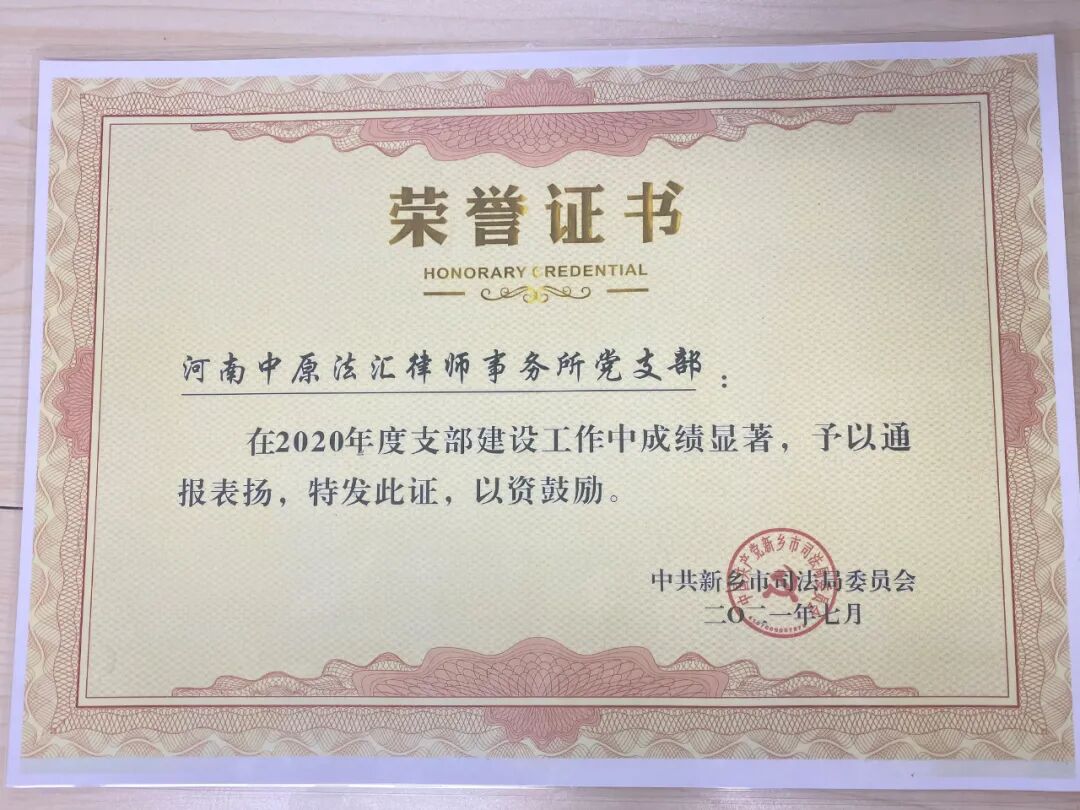 荣誉证书
HONORARY CREDENTIAL
河南中原法汇律师事务所党支部：
在2020年度支部建设工作中成绩显著，予以通
报表扬，特发此证，以资鼓励。
中共新乡市司法局委员会
二〇二一年七月